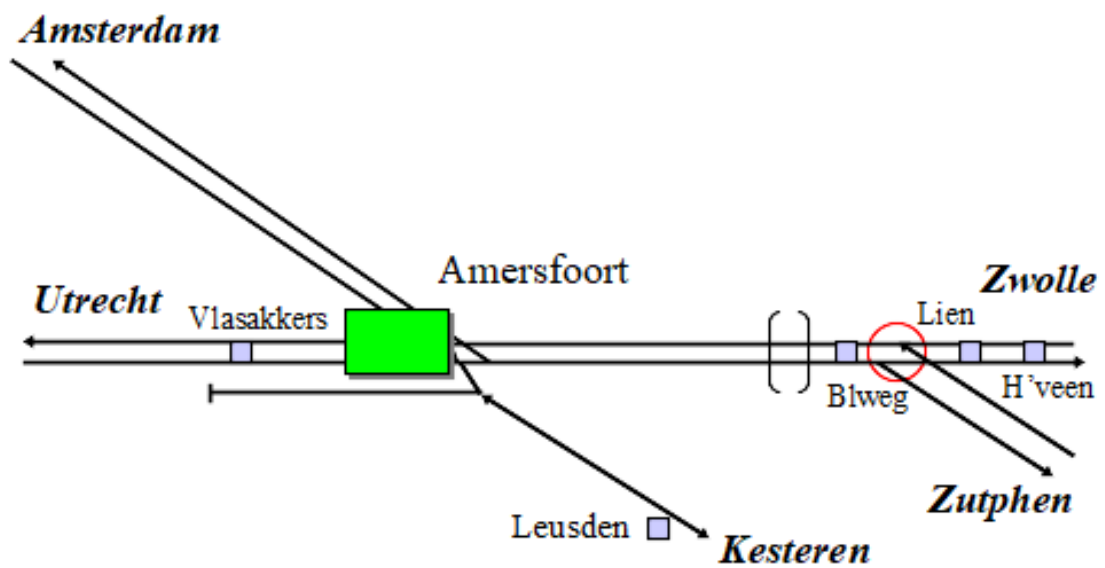 Amsterdam
Amersfoort
Utrecht
Vlasakkers
Zwolle
Lien
Blweg
H'veen
Zutphen
Leusden
Kesteren